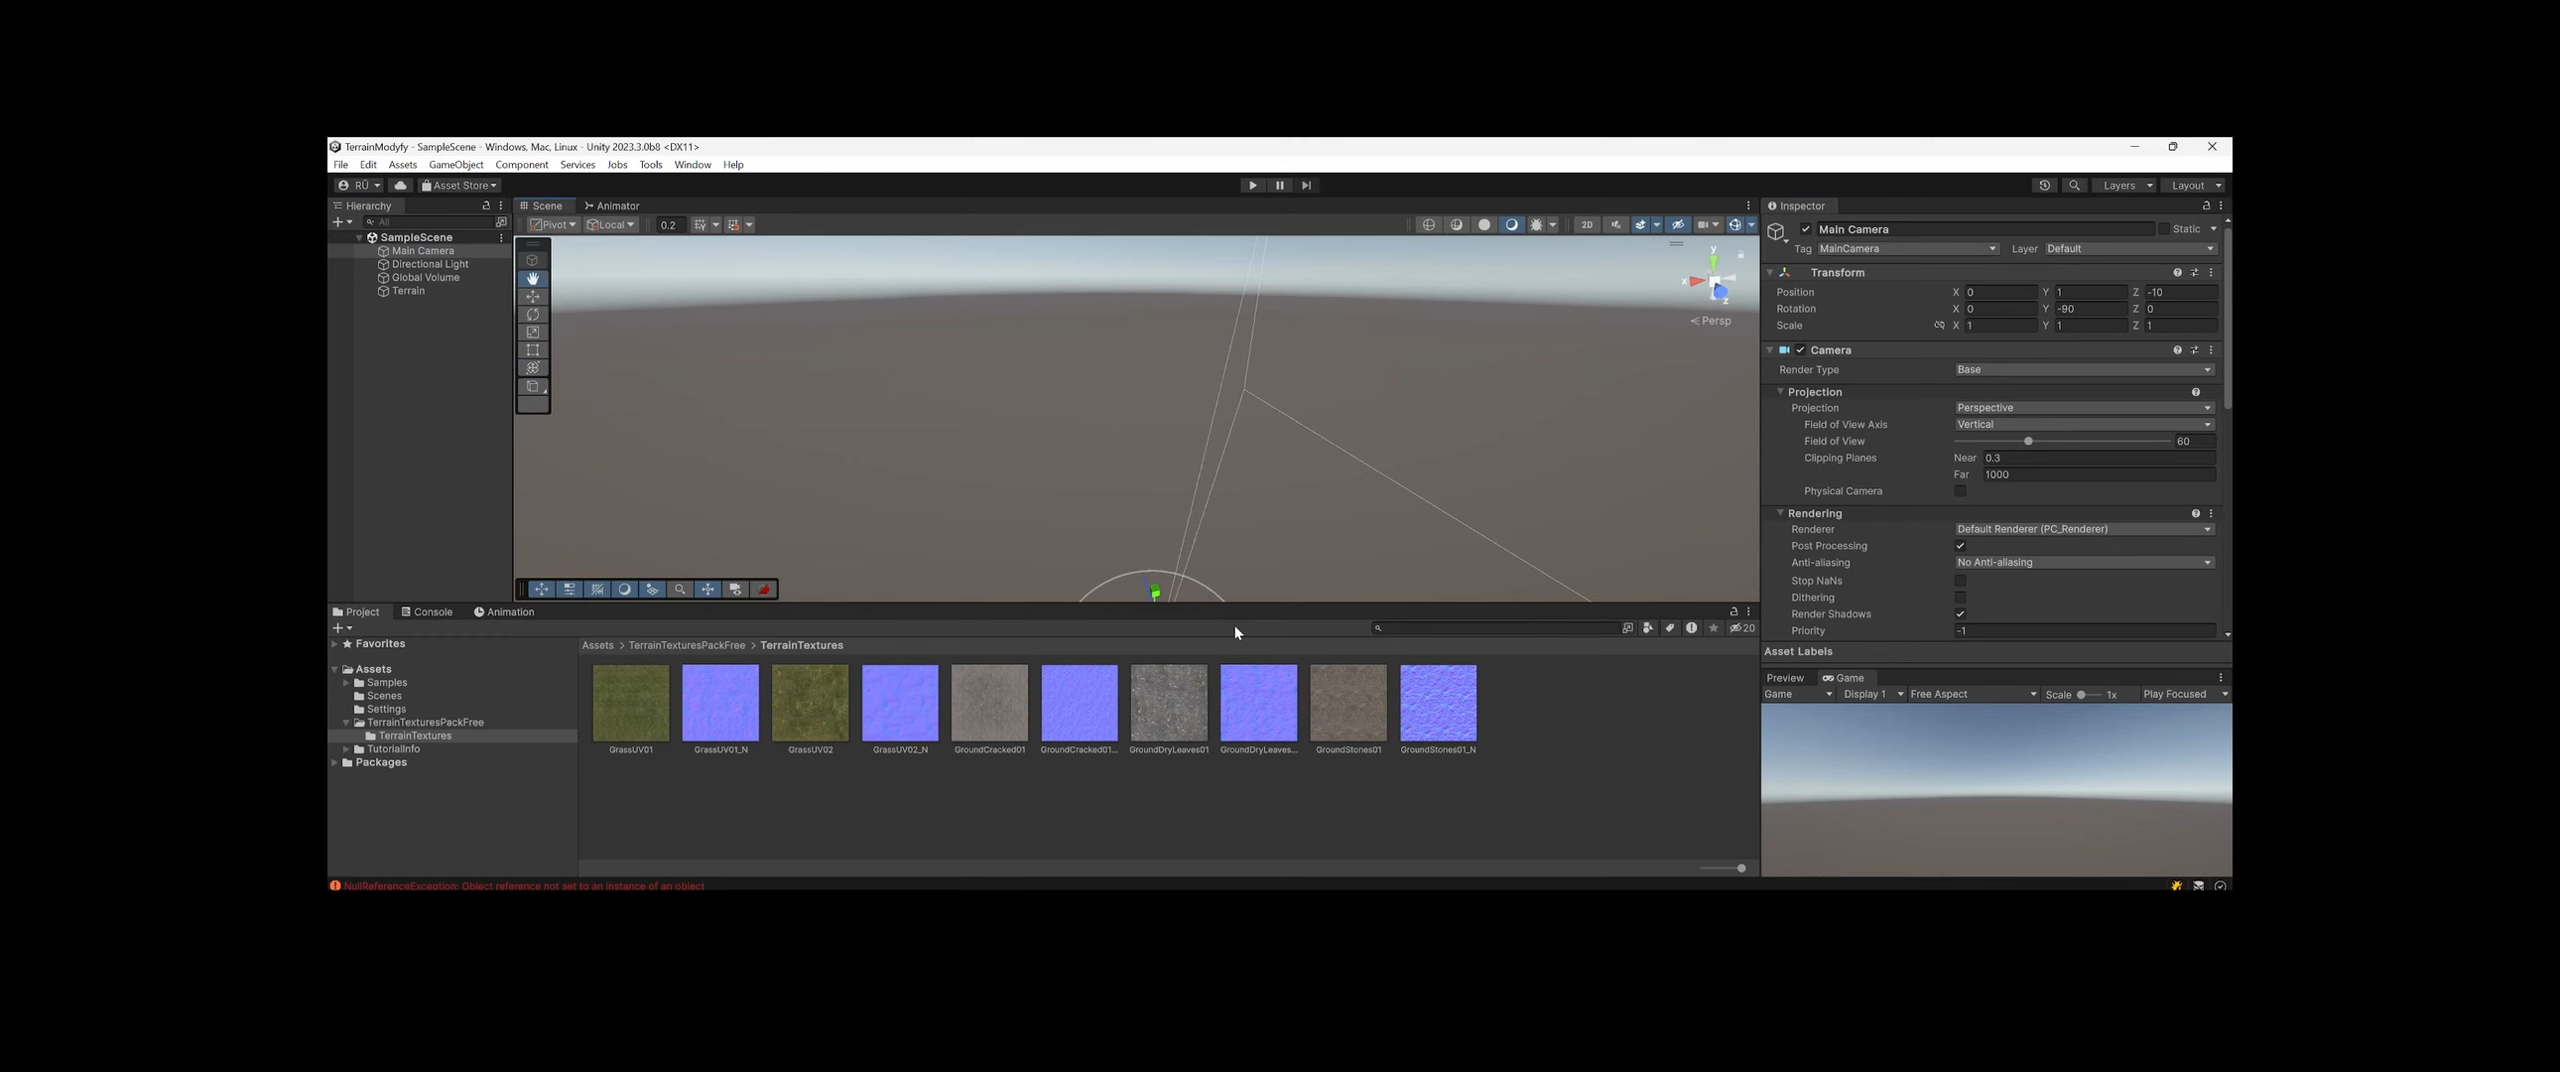 TerrainModyfy - SampleScene - Windows, Mac, Linux - Unity 2023.3.0b8 <DX11>
File Edit Assets GameObject Component Services Jobs Tools Window Help
RÜ Asset Store Layers Layout
Hierarchy
All
SampleScene
Main Camera
Directional Light
Global Volume
Terrain
Scene Animator
Pivot Local 0.2 2D
y
x
z
Persp
Inspector
Main Camera Static
Tag MainCamera Layer Default
Transform
Position X 0 Y 1 Z -10
Rotation X 0 Y -90 Z 0
Scale X 1 Y 1 Z 1
Camera
Render Type Base
Projection
Projection Perspective
Field of View Axis Vertical
Field of View 60
Clipping Planes Near 0.3
Far 1000
Physical Camera
Rendering
Renderer Default Renderer (PC_Renderer)
Post Processing
Anti-aliasing No Anti-aliasing
Stop NaNs
Dithering
Render Shadows
Priority -1
Asset Labels
Preview Game
Game Display 1 Free Aspect Scale 1x Play Focused
Project Console Animation
20
Favorites
Assets
Samples
Scenes
Settings
TerrainTexturesPackFree
TerrainTextures
TutorialInfo
Packages
Assets > TerrainTexturesPackFree > TerrainTextures
GrassUV01 GrassUV01_N GrassUV02 GrassUV02_N GroundCracked01 GroundCracked01... GroundDryLeaves01 GroundDryLeaves... GroundStones01 GroundStones01_N
NullReferenceException: Object reference not set to an instance of an object